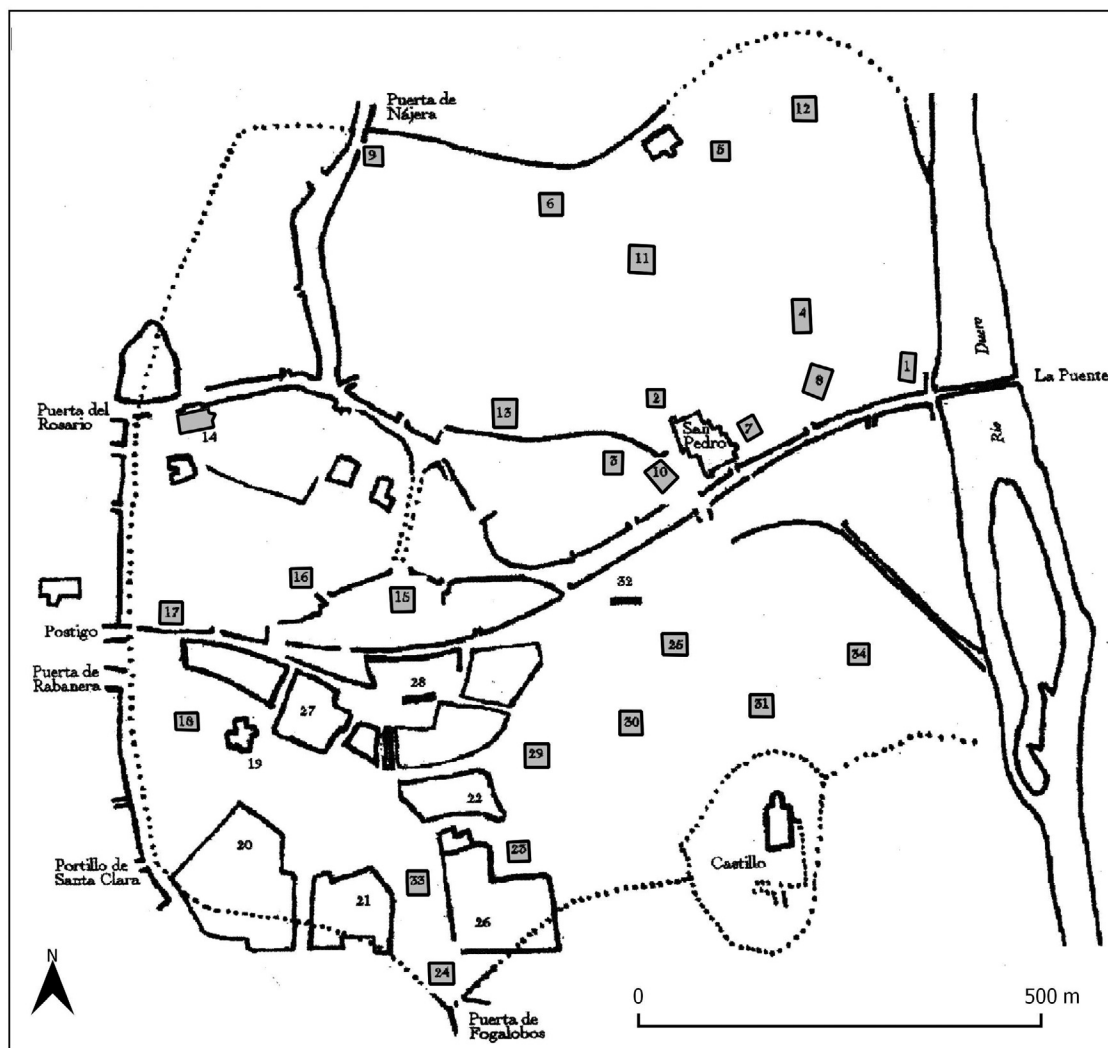 Puerta de
Nájera
12
9
5
6
11
4
Duero
1
8
La Puente
Puerta del
Rosario
14
13
2
San
Pedro
7
3
10
Río
16
15
32
17
Postigo
25
34
Puerta de
Rabanera
28
18
27
30
31
19
29
22
20
23
Castillo
Portillo de
Santa Clara
33
21
26
24
Puerta de
Fogalobos
N
0
500 m